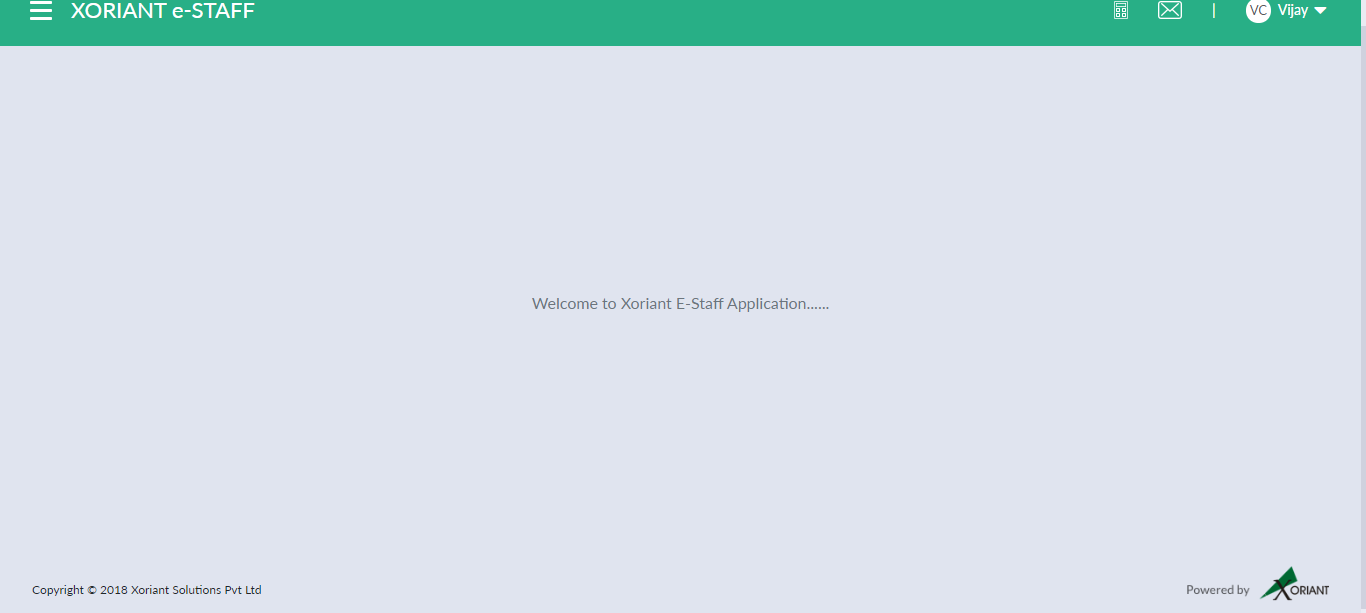 XORIANT e-STAFF
|
VC Vijay
Welcome to Xoriant E-Staff Application......
Copyright © 2018 Xoriant Solutions Pvt Ltd
Powered by XORIANT